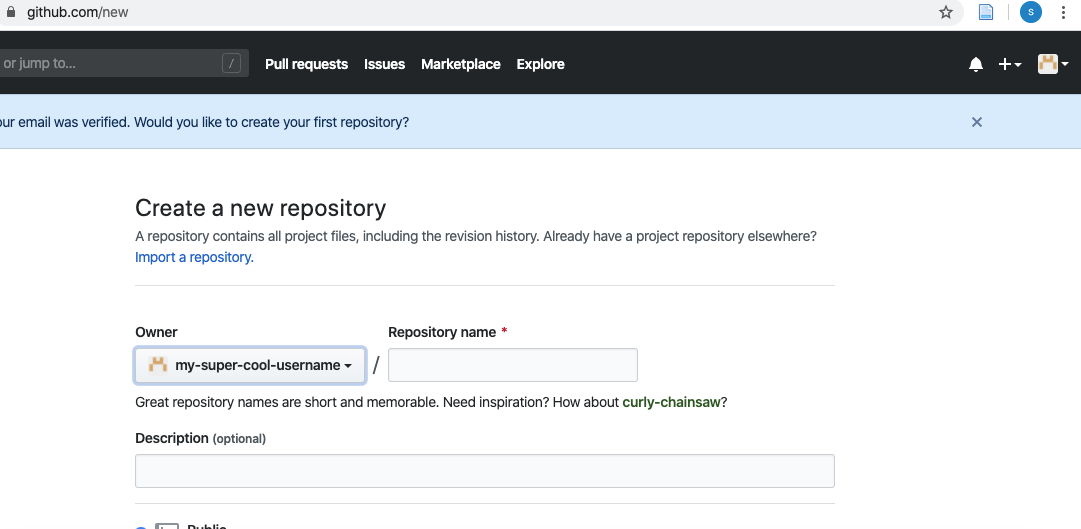 github.com/new
S
or jump to...
/
Pull requests Issues Marketplace Explore
our email was verified. Would you like to create your first repository?
Create a new repository
A repository contains all project files, including the revision history. Already have a project repository elsewhere?
Import a repository.
Owner
Repository name *
my-super-cool-username
/
Great repository names are short and memorable. Need inspiration? How about curly-chainsaw?
Description (optional)
Public